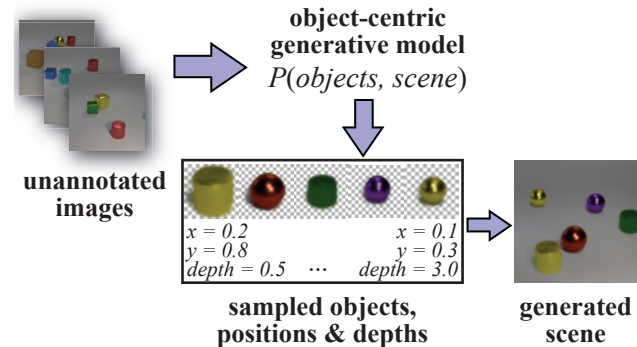 object-centric
generative model
P(objects, scene)
unannotated
images
x = 0.2
y = 0.8
depth = 0.5
...
x = 0.1
y = 0.3
depth = 3.0
sampled objects,
positions & depths
generated
scene